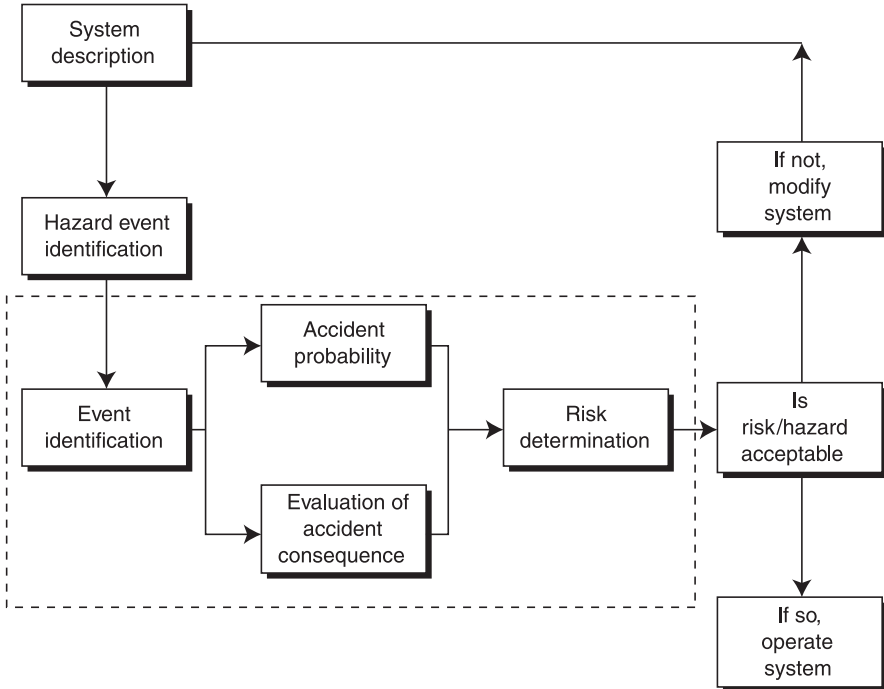 System
description
If not,
modify
system
Hazard event
identification
Accident
probability
Event
identification
Risk
determination
Is
risk/hazard
acceptable
Evaluation of
accident
consequence
If so,
operate
system